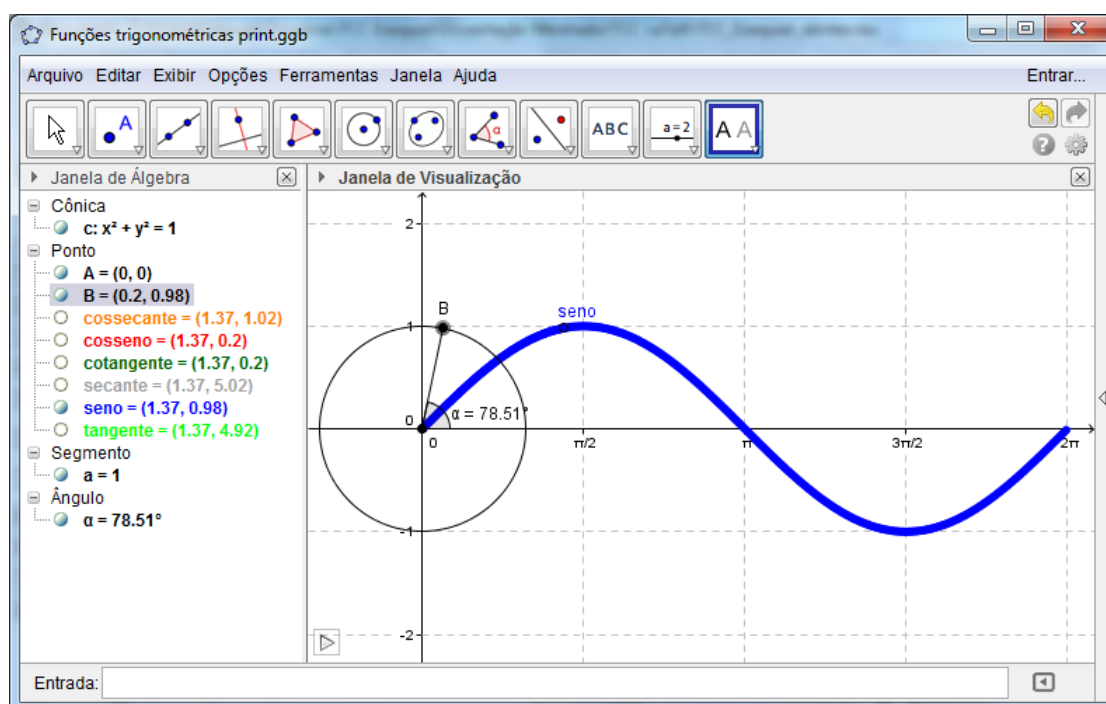 Funções trigonométricas print.ggb
Arquivo Editar Exibir Opções Ferramentas Janela Ajuda
Entrar...
A
α
ABC
a=2
A A
Janela de Álgebra
Janela de Visualização
Cônica
c: x² + y² = 1
Ponto
A = (0, 0)
B = (0.2, 0.98)
cossecante = (1.37, 1.02)
cosseno = (1.37, 0.2)
cotangente = (1.37, 0.2)
secante = (1.37, 5.02)
seno = (1.37, 0.98)
tangente = (1.37, 4.92)
Segmento
a = 1
Ângulo
α = 78.51°
2
B
seno
1
α = 78.51°
0
0
π/2
π
3π/2
2π
-1
-2
Entrada: